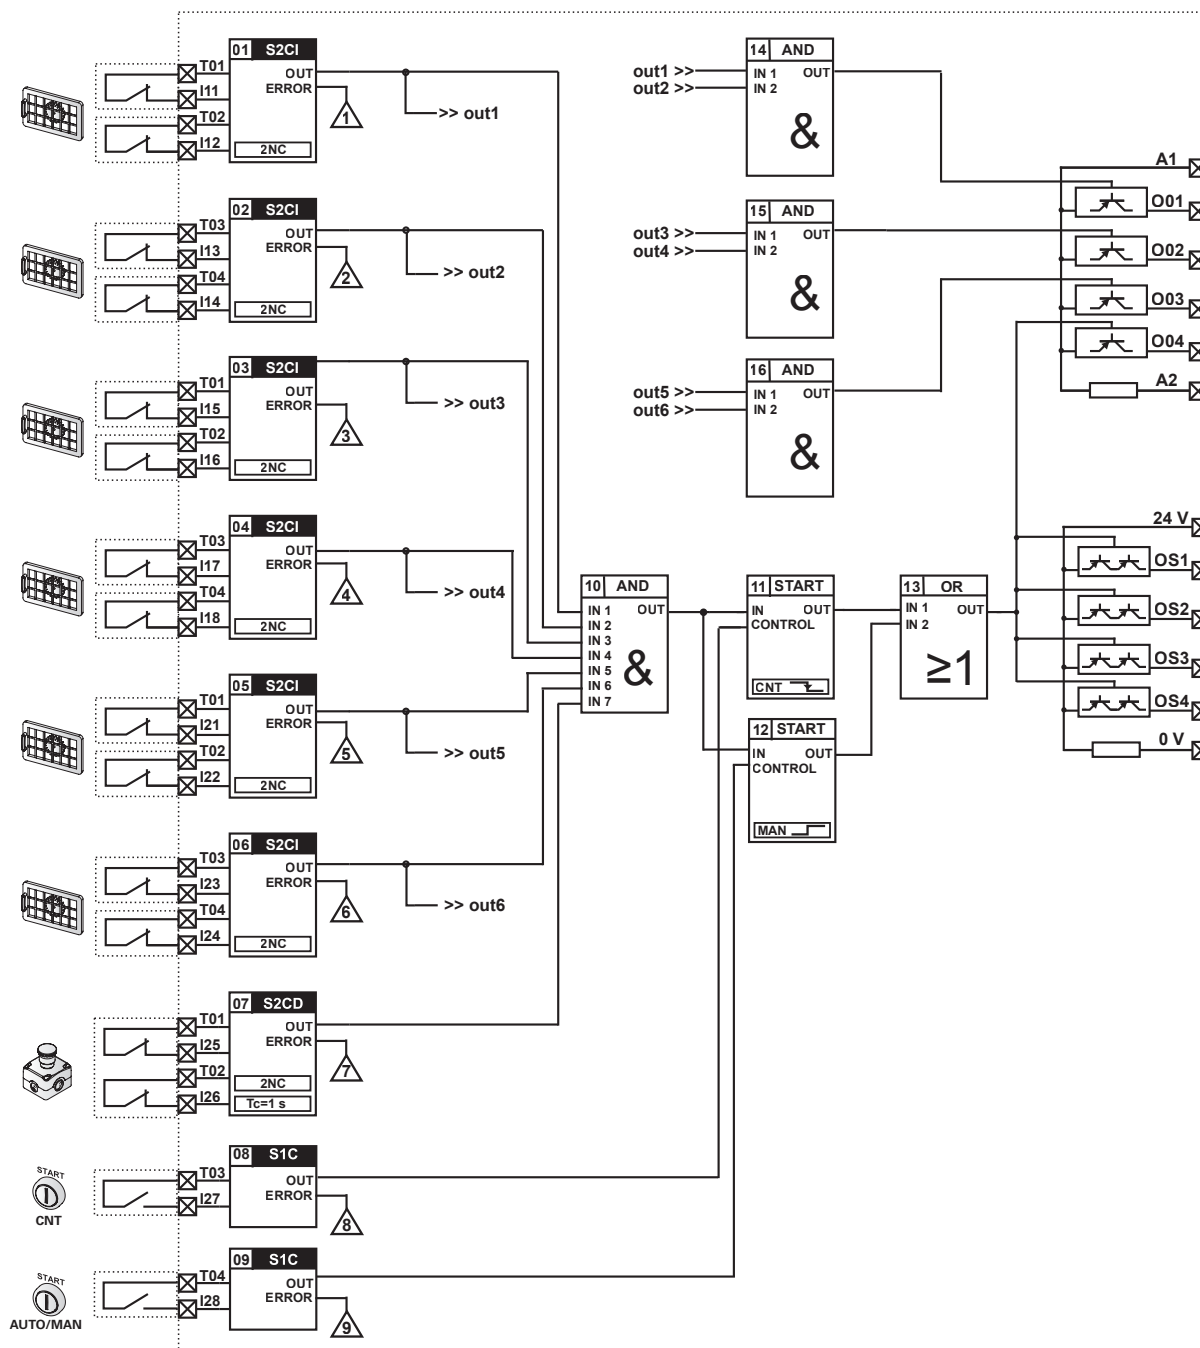 01 S2CI
T01
OUT
I11
ERROR
1
T02
I12
2NC
>> out1
02 S2CI
T03
OUT
I13
ERROR
2
T04
I14
2NC
>> out2
03 S2CI
T01
OUT
I15
ERROR
3
T02
I16
2NC
>> out3
04 S2CI
T03
OUT
I17
ERROR
4
T04
I18
2NC
>> out4
05 S2CI
T01
OUT
I21
ERROR
5
T02
I22
2NC
>> out5
06 S2CI
T03
OUT
I23
ERROR
6
T04
I24
2NC
>> out6
07 S2CD
T01
OUT
I25
ERROR
7
T02
2NC
I26
Tc=1 s
START
CNT
08 S1C
T03
OUT
I27
ERROR
8
START
AUTO/MAN
09 S1C
T04
OUT
I28
ERROR
9
10 AND
IN 1 OUT
IN 2
IN 3
IN 4
IN 5
IN 6
IN 7
&
11 START
IN OUT
CONTROL
CNT
12 START
IN OUT
CONTROL
MAN
13 OR
IN 1 OUT
IN 2
≥1
14 AND
out1 >> IN 1 OUT
out2 >> IN 2
&
15 AND
out3 >> IN 1 OUT
out4 >> IN 2
&
16 AND
out5 >> IN 1 OUT
out6 >> IN 2
&
A1
O01
O02
O03
O04
A2
24 V
OS1
OS2
OS3
OS4
0 V